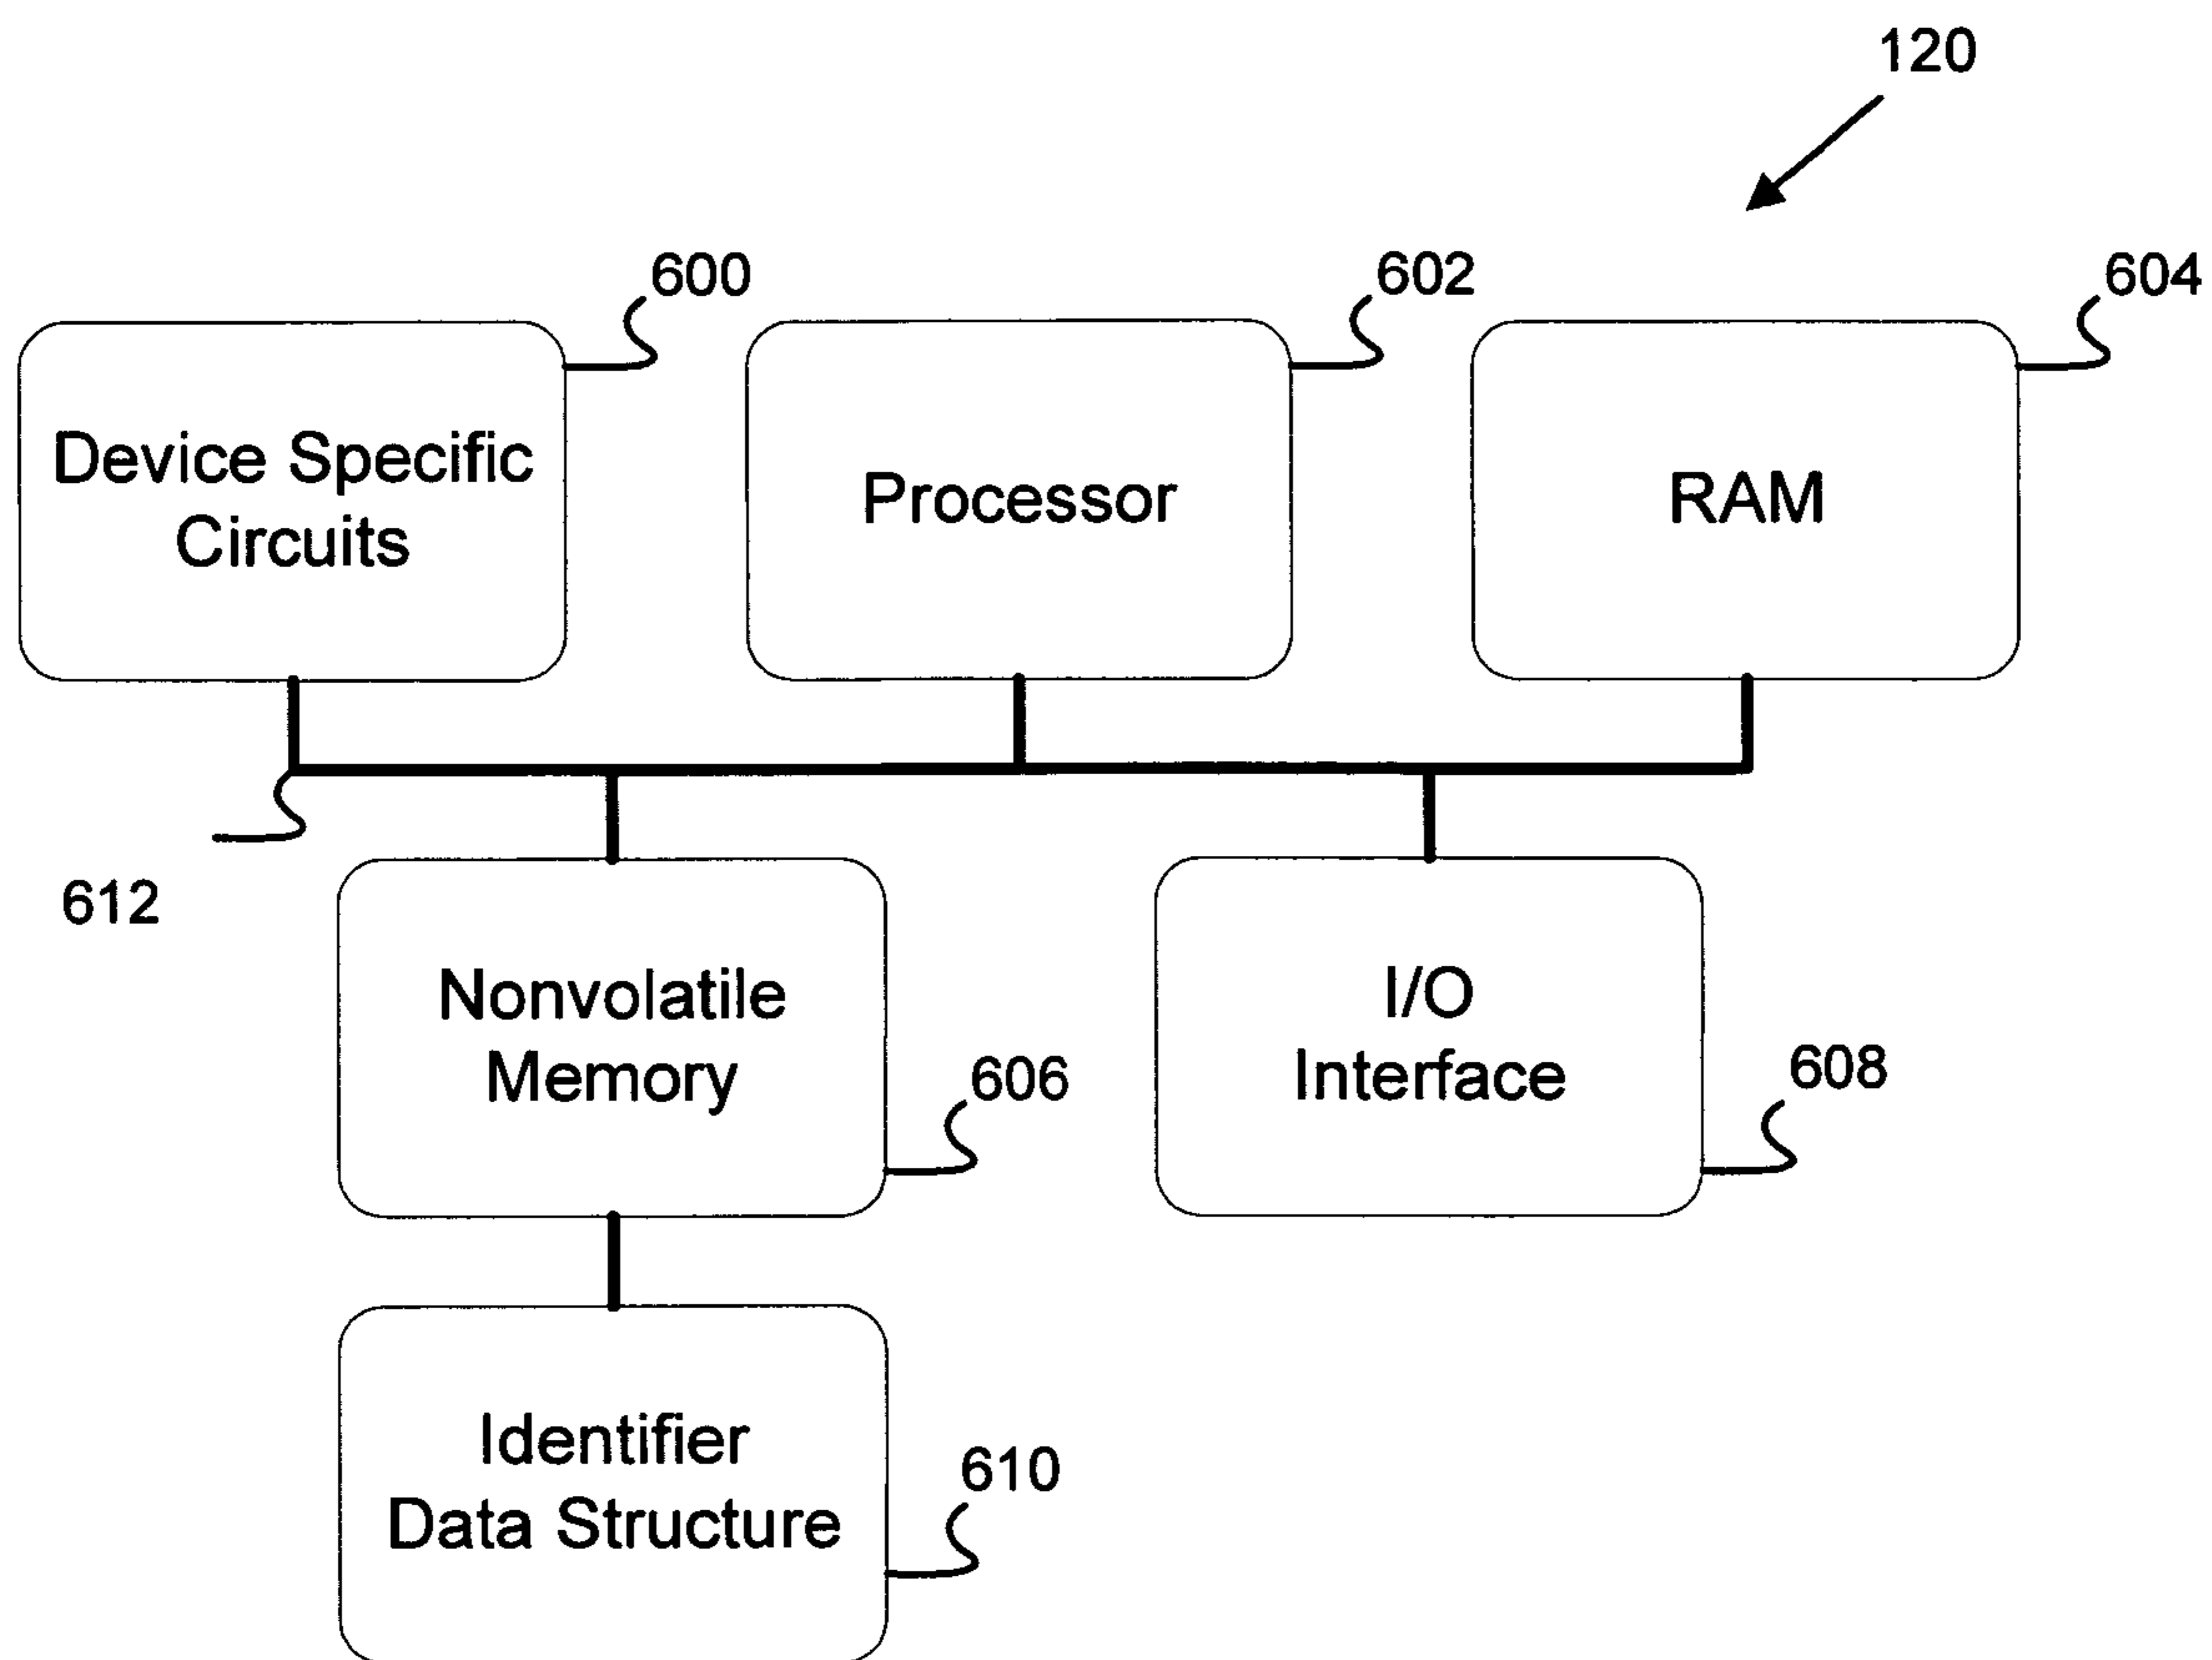 120
600
602
604
Device Specific
Circuits
Processor
RAM
612
Nonvolatile
Memory
606
I/O
Interface
608
Identifier
Data Structure
610